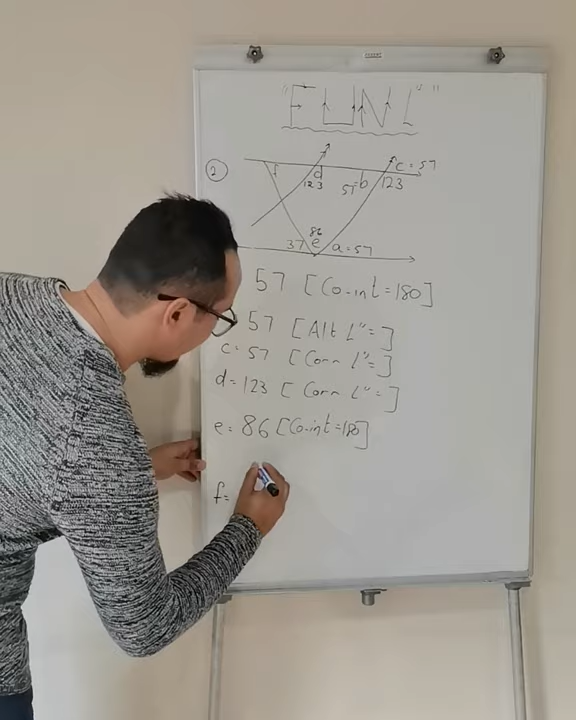 "FUNL"
2
f d c = 57
123 57 b 123
86
37 e a = 57
57 [Co-int = 180]
57 [Alt L" = ]
c = 57 [Corr L" = ]
d = 123 [Corr L" = ]
e = 86 [Co-int = 180]
f =